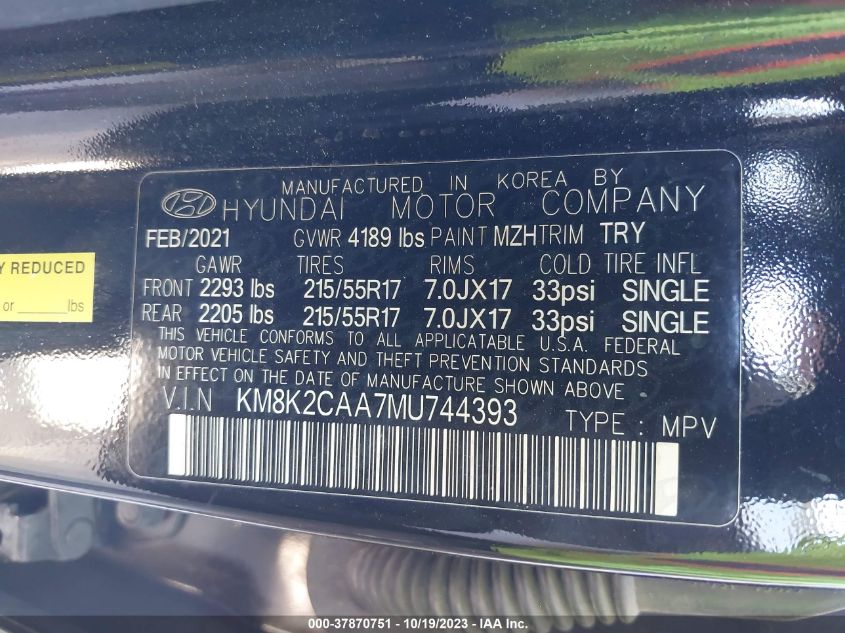 MANUFACTURED IN KOREA BY
HYUNDAI MOTOR COMPANY
FEB/2021 GVWR 4189 lbs PAINT MZH TRIM TRY
GAWR TIRES RIMS COLD TIRE INFL
FRONT 2293 lbs 215/55R17 7.0JX17 33psi SINGLE
REAR 2205 lbs 215/55R17 7.0JX17 33psi SINGLE
THIS VEHICLE CONFORMS TO ALL APPLICATABLE U.S.A. FEDERAL
MOTOR VEHICLE SAFETY AND THEFT PREVENTION STANDARDS
IN EFFECT ON THE DATE OF MANUFACTURE SHOWN ABOVE
V.I.N KM8K2CAA7MU744393 TYPE : MPV
Y REDUCED
or ______lbs
000-37870751 - 10/19/2023 - IAA Inc.